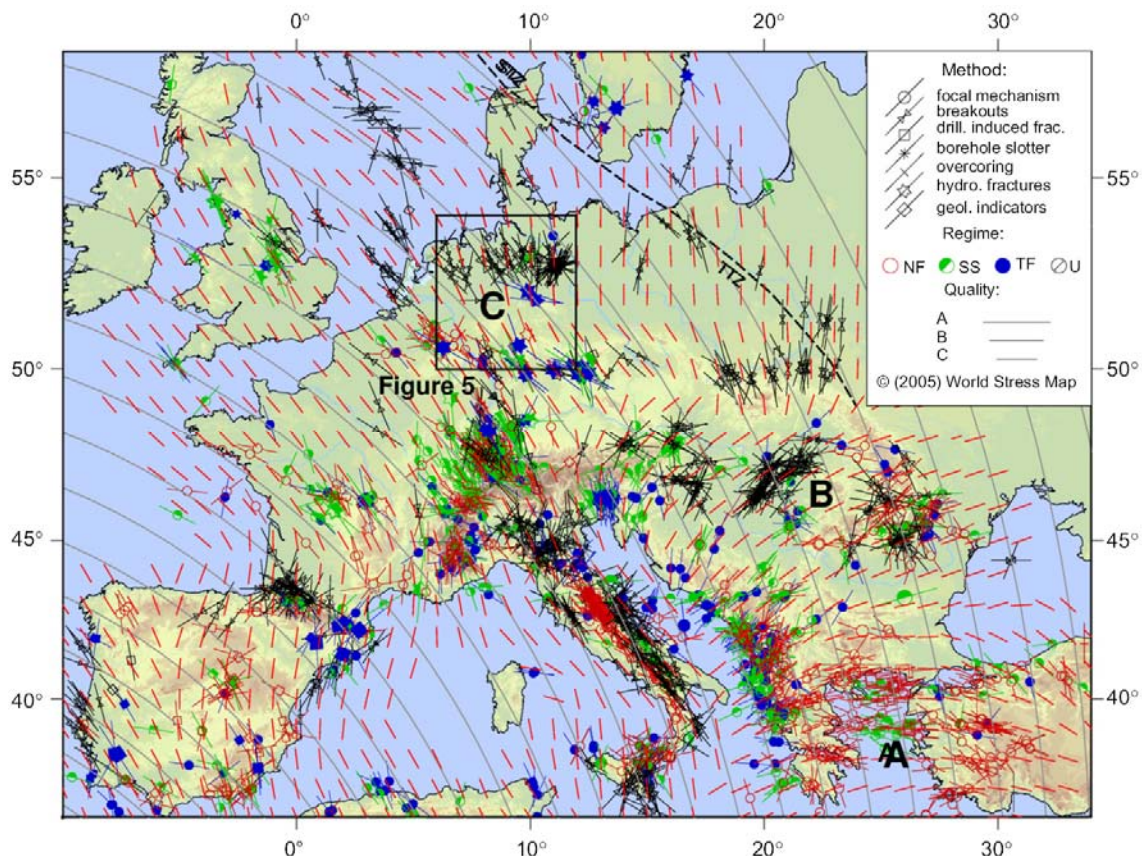 0°
10°
20°
30°
55°
50°
45°
40°
55°
50°
45°
40°
Method:
focal mechanism
breakouts
drill. induced frac.
borehole slotter
overcoring
hydro. fractures
geol. indicators
Regime:
NF SS TF U
Quality:
A
B
C
© (2005) World Stress Map
TTZ
C
Figure 5
B
A
0°
10°
20°
30°